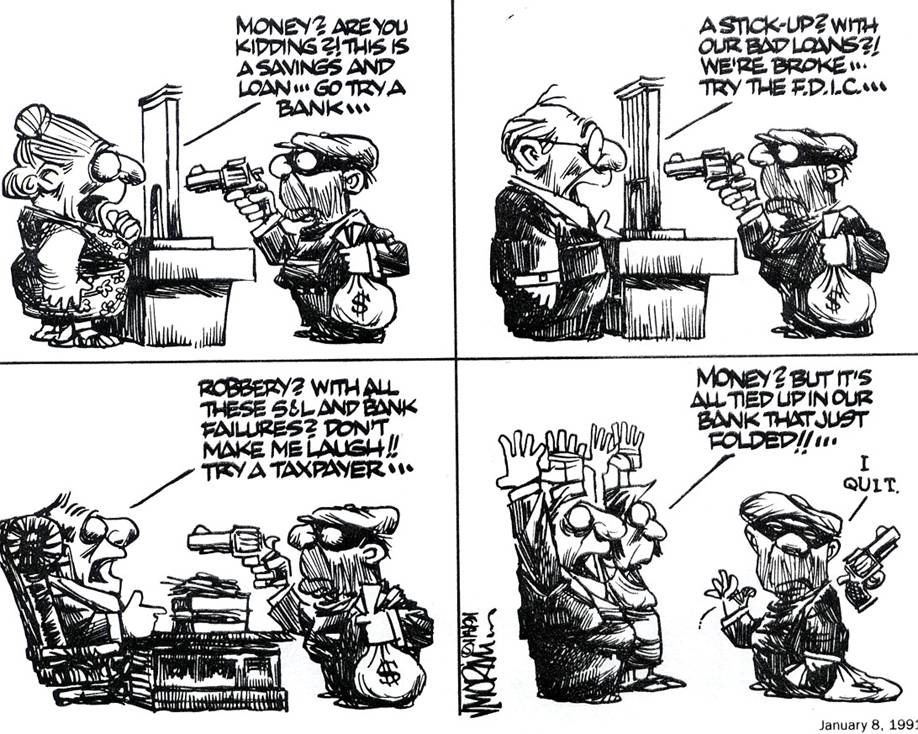 MONEY? ARE YOU
KIDDING?! THIS IS
A SAVINGS AND
LOAN... GO TRY A
BANK...
A STICK-UP? WITH
OUR BAD LOANS?!
WE'RE BROKE...
TRY THE F.D.I.C....
$
$
ROBBERY? WITH ALL
THESE S&L AND BANK
FAILURES? DON'T
MAKE ME LAUGH!!
TRY A TAXPAYER...
$
MONEY? BUT IT'S
ALL TIED UP IN OUR
BANK THAT JUST
FOLDED!!...
I
QUIT.
January 8, 1991